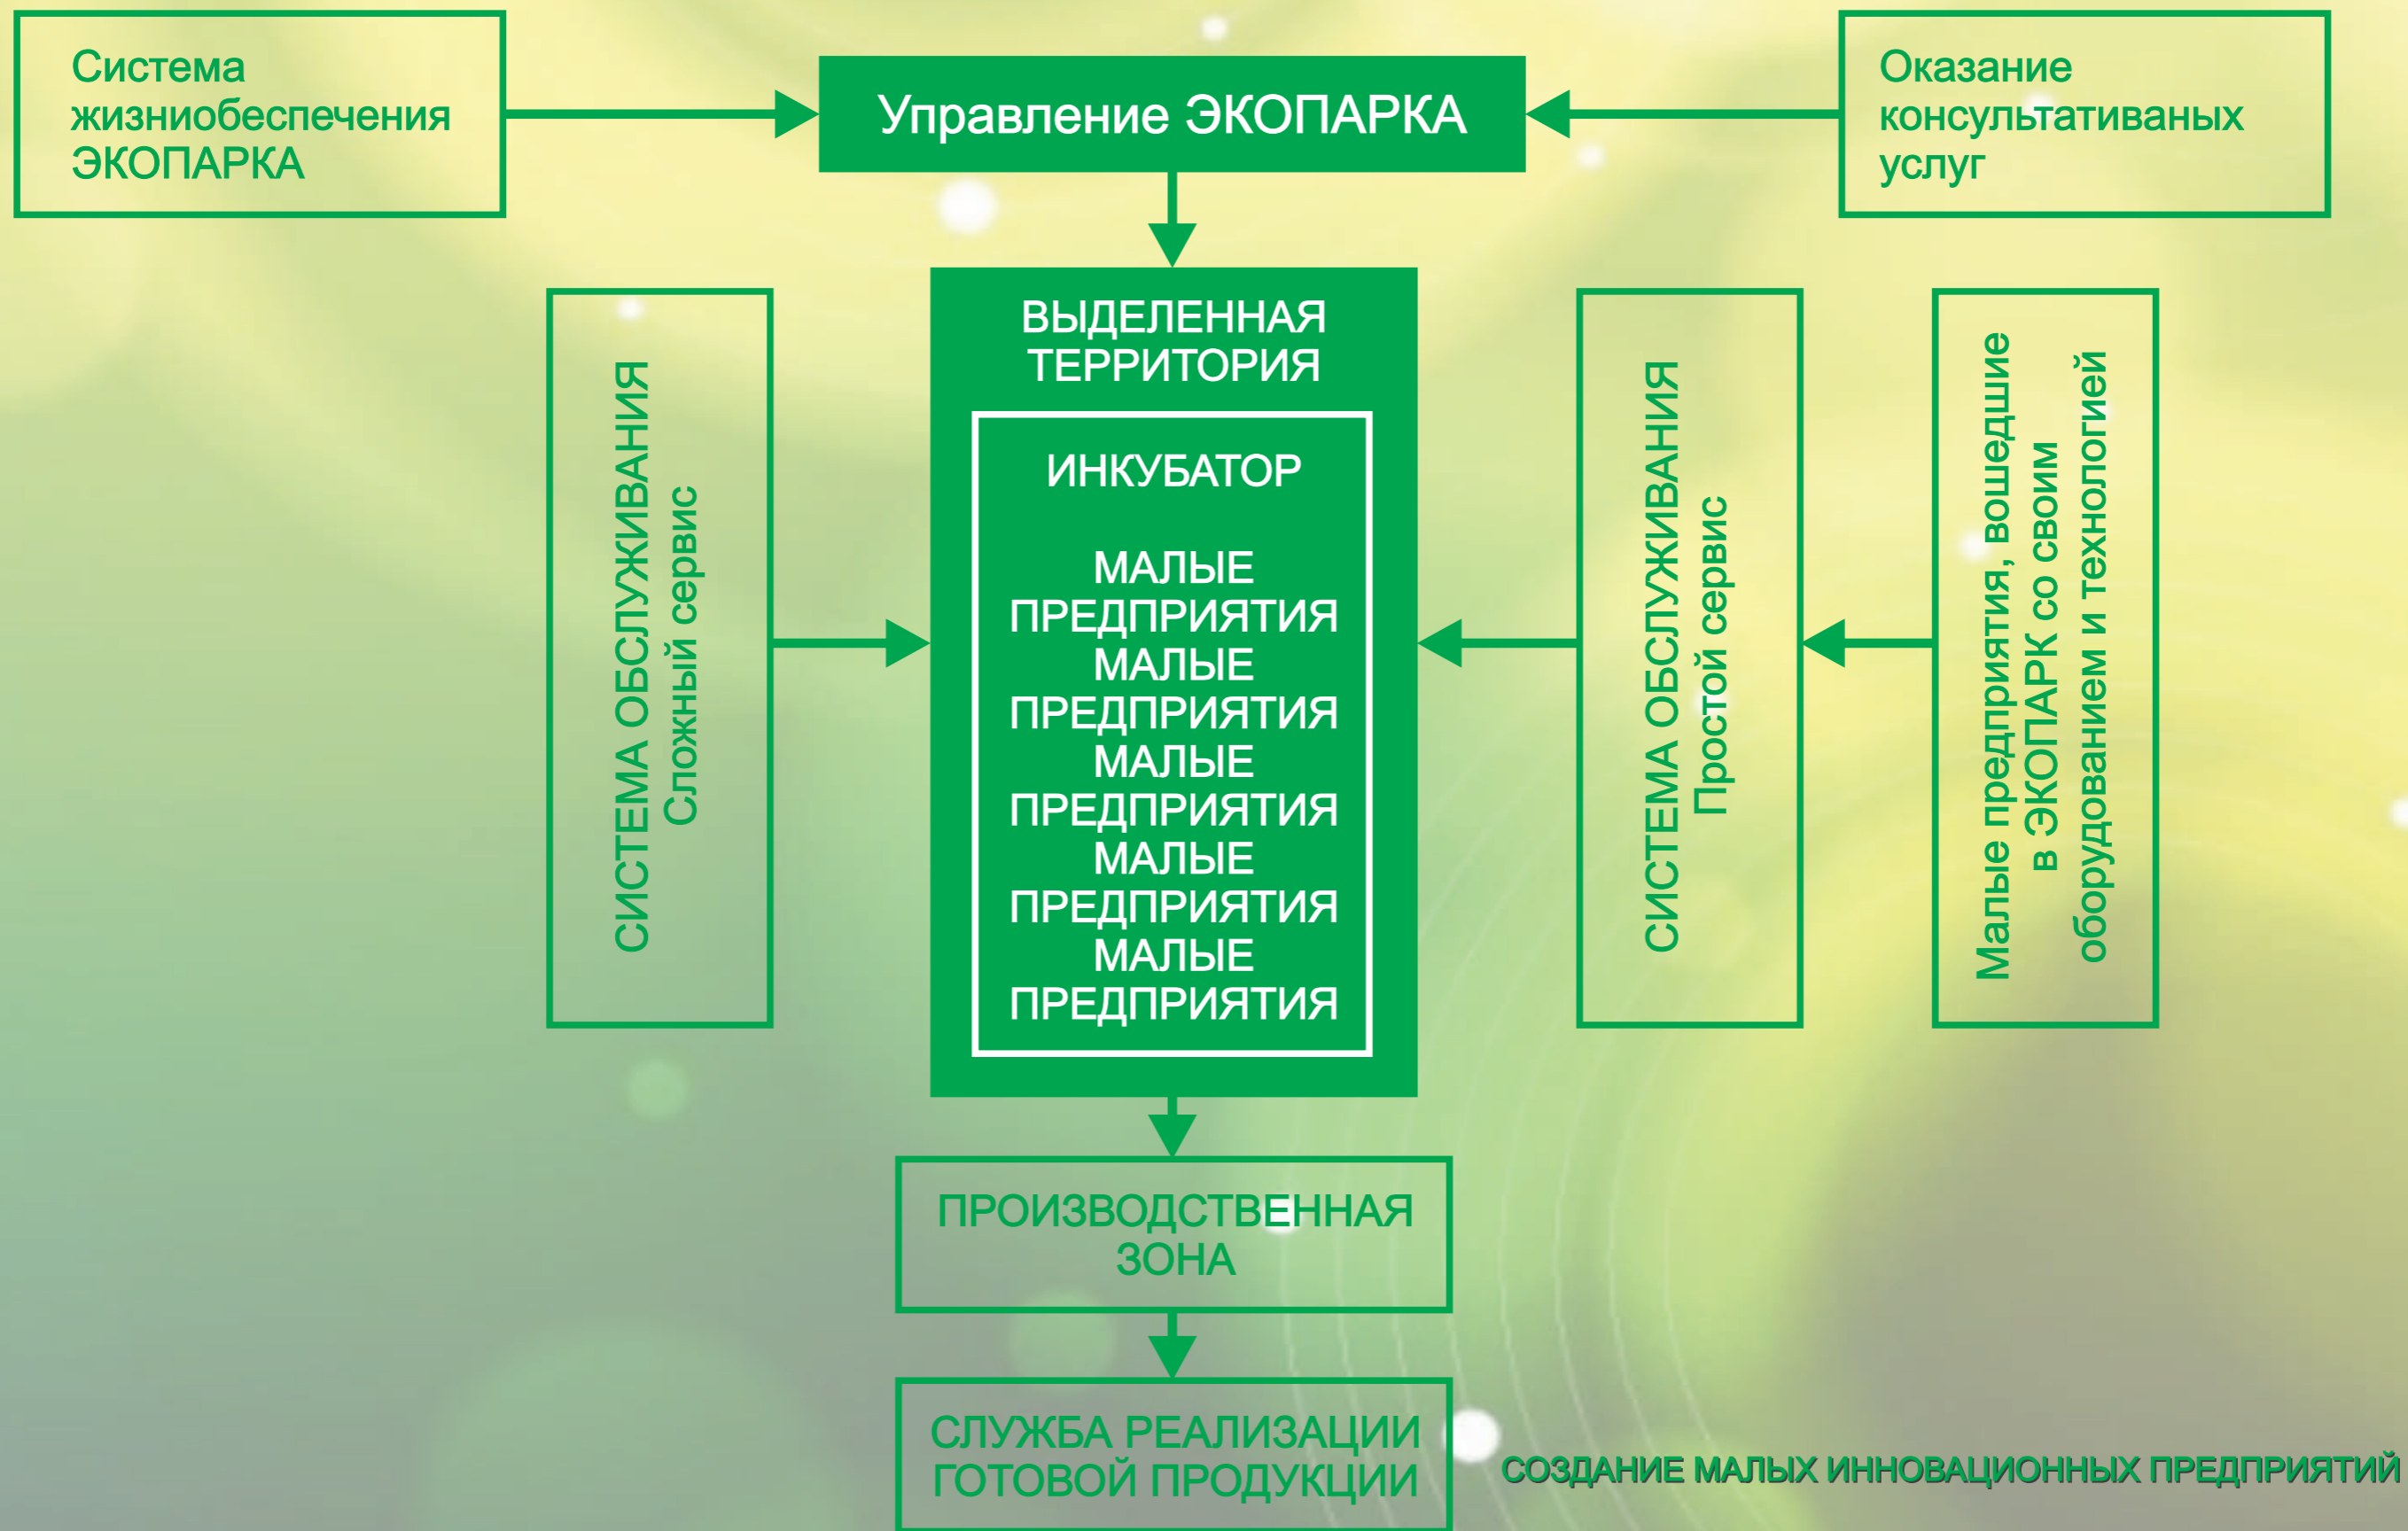 Система
жизниобеспечения
ЭКОПАРКА
Управление ЭКОПАРКА
Оказание
консультативаных
услуг
СИСТЕМА ОБСЛУЖИВАНИЯ
Сложный сервис
ВЫДЕЛЕННАЯ
ТЕРРИТОРИЯ
ИНКУБАТОР
МАЛЫЕ
ПРЕДПРИЯТИЯ
МАЛЫЕ
ПРЕДПРИЯТИЯ
МАЛЫЕ
ПРЕДПРИЯТИЯ
МАЛЫЕ
ПРЕДПРИЯТИЯ
МАЛЫЕ
ПРЕДПРИЯТИЯ
СИСТЕМА ОБСЛУЖИВАНИЯ
Простой сервис
Малые предприятия, вошедшие
в ЭКОПАРК со своим
оборудованием и технологией
ПРОИЗВОДСТВЕННАЯ
ЗОНА
СЛУЖБА РЕАЛИЗАЦИИ
ГОТОВОЙ ПРОДУКЦИИ
СОЗДАНИЕ МАЛЫХ ИННОВАЦИОННЫХ ПРЕДПРИЯТИЙ